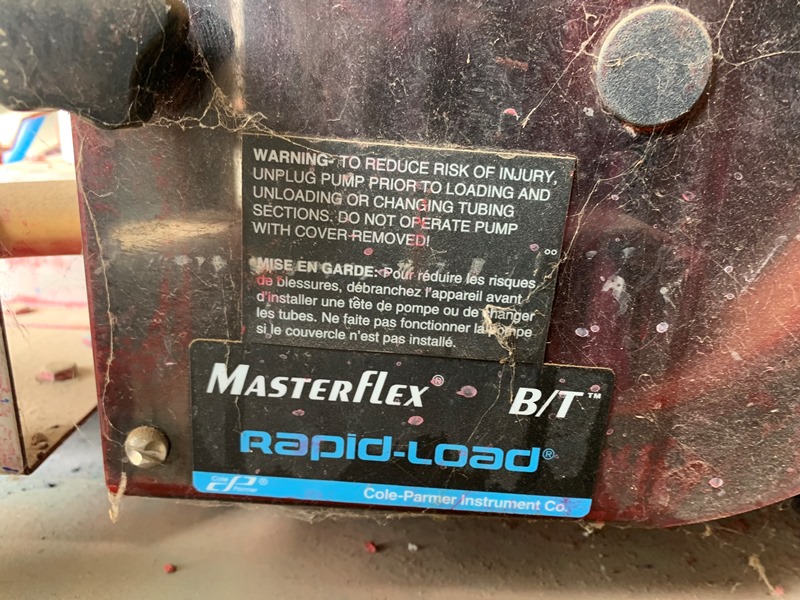 WARNING- TO REDUCE RISK OF INJURY,
UNPLUG PUMP PRIOR TO LOADING AND
UNLOADING OR CHANGING TUBING
SECTIONS. DO NOT OPERATE PUMP
WITH COVER REMOVED!
MISE EN GARDE: Pour réduire les risques
de blessures, débranchez l'appareil avant
d'installer une tête de pompe ou de changer
les tubes. Ne faite pas fonctionner la pompe
si le couvercle n'est pas installé.
MASTERFLEX® B/T™
Rapid-Load®
Cole Parmer® Cole-Parmer Instrument Co.